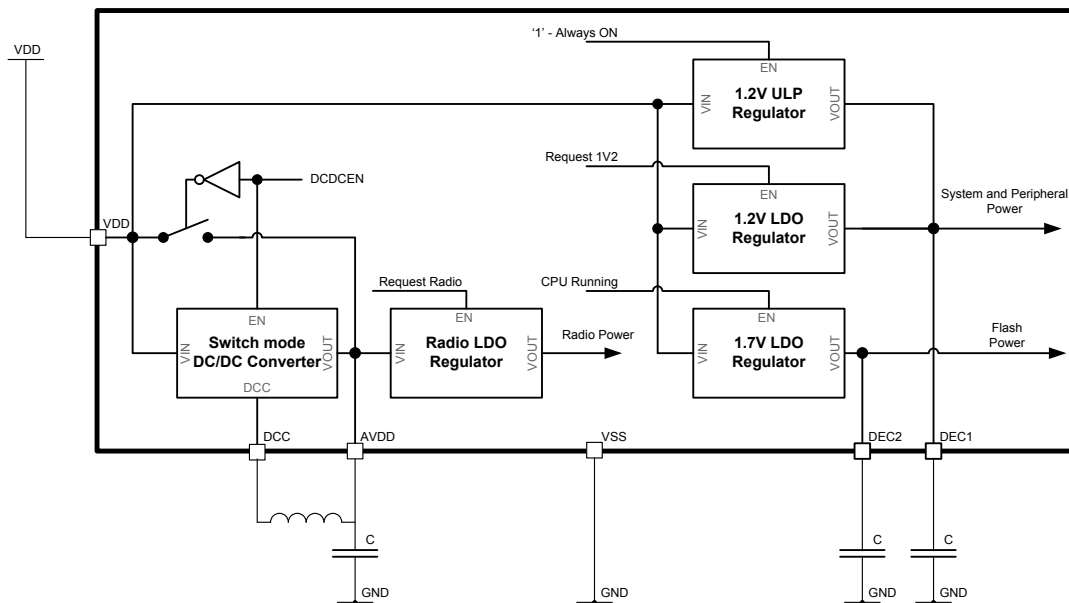 '1' - Always ON
VDD
EN
1.2V ULP
Regulator
VIN
VOUT
Request 1V2
DCDCEN
EN
1.2V LDO
Regulator
VIN
VOUT
System and Peripheral
Power
VDD
Request Radio
CPU Running
EN
Switch mode
DC/DC Converter
VIN
VOUT
DCC
EN
Radio LDO
Regulator
VIN
Radio Power
EN
1.7V LDO
Regulator
VIN
VOUT
Flash
Power
DCC
AVDD
VSS
DEC2
DEC1
C
C
C
GND
GND
GND
GND